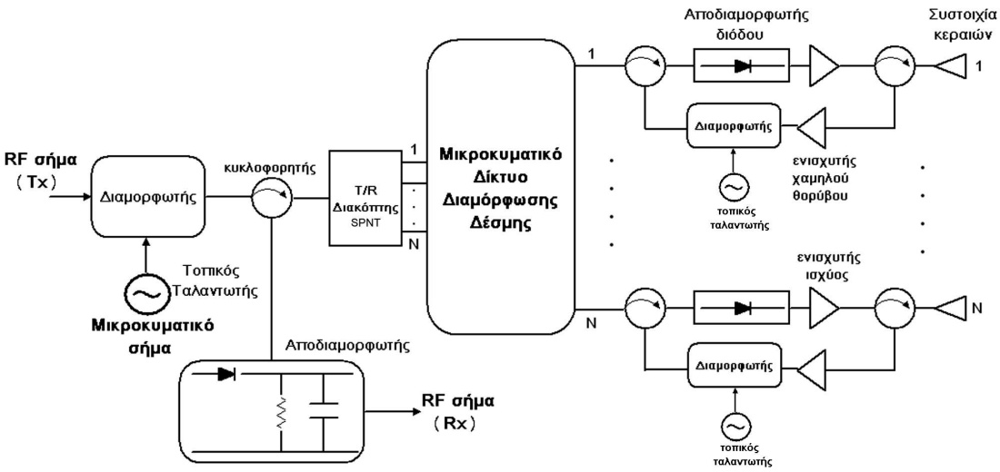 Αποδιαμορφωτής
διόδου
Συστοιχία
κεραιών
1
1
Διαμορφωτής
ενισχυτής
χαμηλού
θορύβου
τοπικός
ταλαντωτής
RF σήμα
(Tx)
Διαμορφωτής
κυκλοφορητής
T/R
Διακόπτης
SPNT
1
N
Μικροκυματικό
Δίκτυο
Διαμόρφωσης
Δέσμης
Τοπικός
Ταλαντωτής
Μικροκυματικό
σήμα
ενισχυτής
ισχύος
N
N
Διαμορφωτής
τοπικός
ταλαντωτής
Αποδιαμορφωτής
RF σήμα
(Rx)